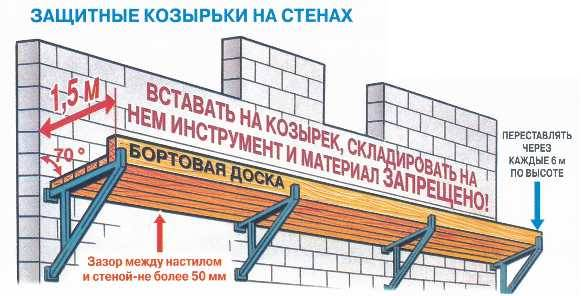 ЗАЩИТНЫЕ КОЗЫРЬКИ НА СТЕНАХ
1,5 м
ВСТАВАТЬ НА КОЗЫРЕК, СКЛАДИРОВАТЬ НА
НЕМ ИНСТРУМЕНТ И МАТЕРИАЛ ЗАПРЕЩЕНО!
ПЕРЕСТАВЛЯТЬ
ЧЕРЕЗ
КАЖДЫЕ 6 м
ПО ВЫСОТЕ
70°
БОРТОВАЯ ДОСКА
Зазор между настилом
и стеной-не более 50 мм